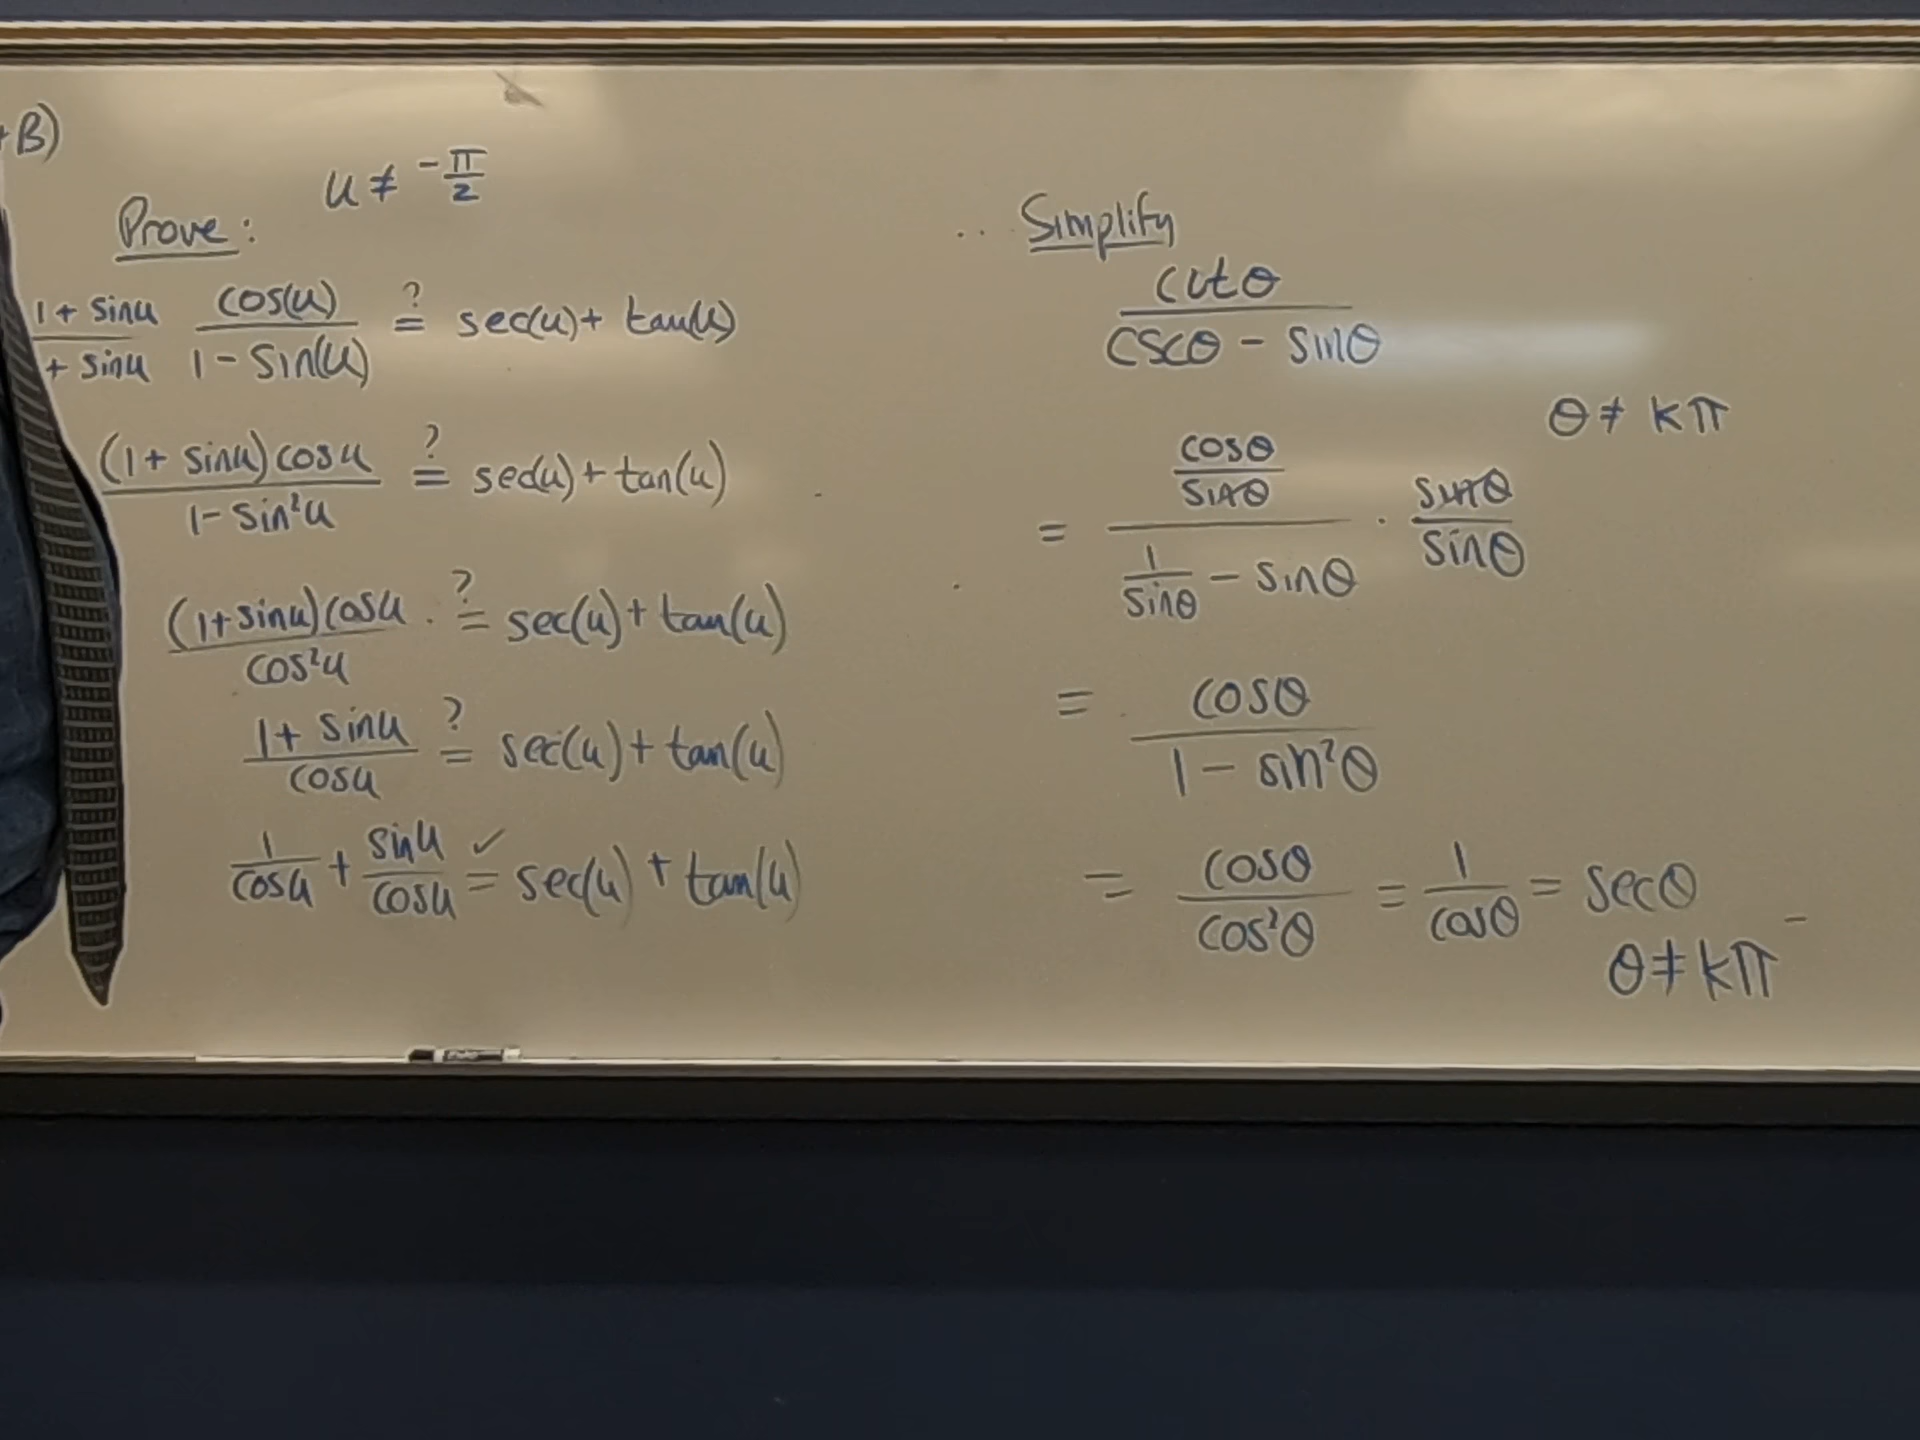 +B)
u ≠ -π/2
Prove:
1 + sinu / + sinu cos(u) / 1 - sin(u) ?= sec(u) + tan(u)
(1 + sinu) cosu / 1 - sin²u ?= sec(u) + tan(u)
(1 + sinu) cosu / cos²u . ?= sec(u) + tan(u)
1 + sinu / cosu ?= sec(u) + tan(u)
1/cosu + sinu/cosu ✓= sec(u) + tan(u)
Simplify
cotθ / cscθ - sinθ
θ ≠ kπ
= cosθ/sinθ / 1/sinθ - sinθ · sinθ/sinθ
= cosθ / 1 - sin²θ
= cosθ/cos²θ = 1/cosθ = secθ
θ ≠ kπ